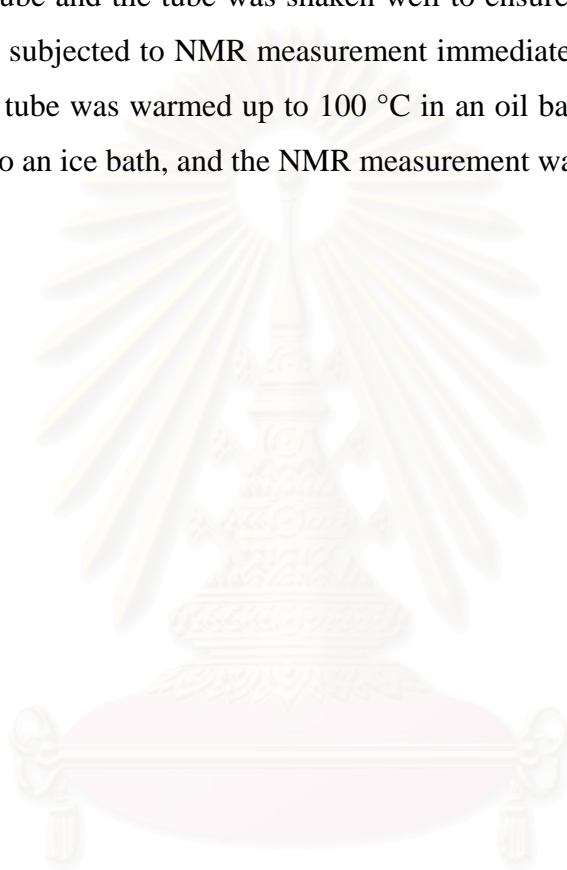 ube and the tube was shaken well to ensure
subjected to NMR measurement immediate
tube was warmed up to 100 °C in an oil ba
o an ice bath, and the NMR measurement wa